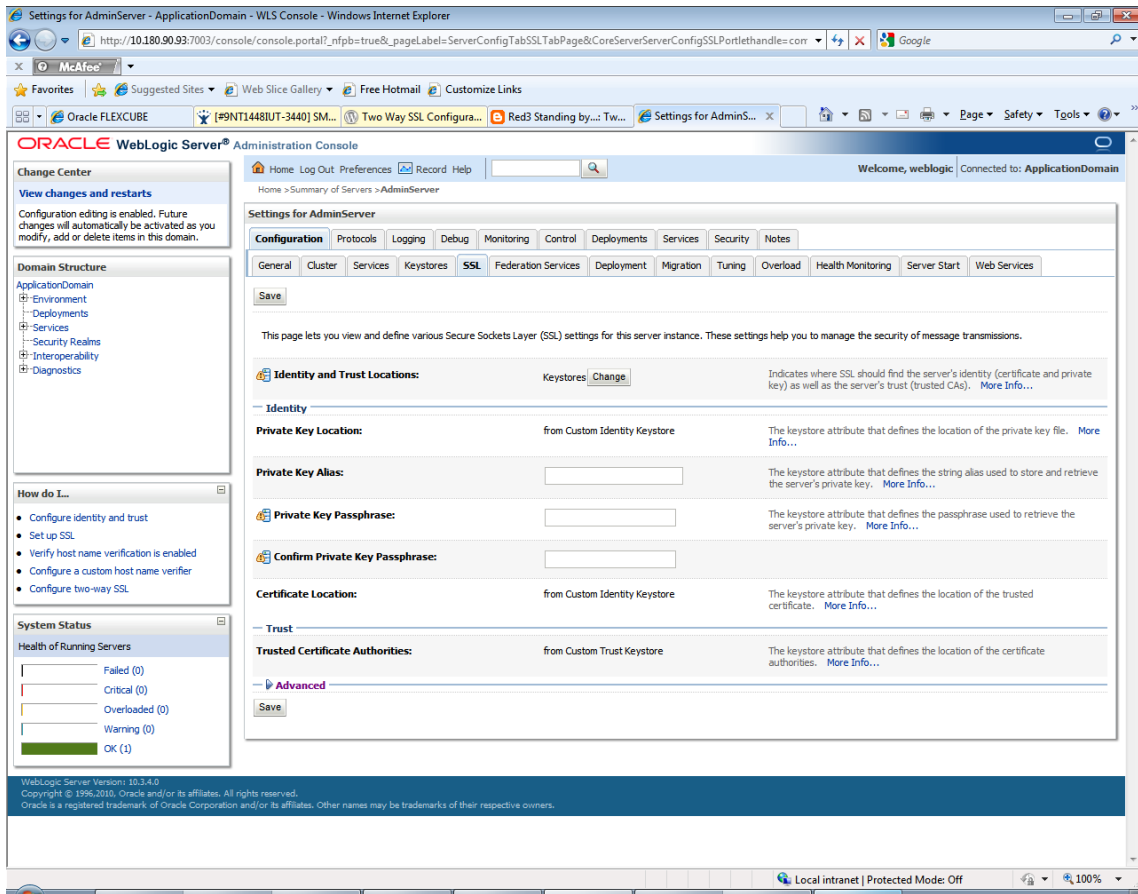 Settings for AdminServer - ApplicationDomain - WLS Console - Windows Internet Explorer
http://10.180.90.93:7003/console/console.portal?_nfpb=true&_pageLabel=ServerConfigTabSSLTabPage&CoreServerServerConfigSSLPortlethandle=com
Google
McAfee
Favorites Suggested Sites Web Slice Gallery Free Hotmail Customize Links
Oracle FLEXCUBE [#9NT1448IUT-3440] SM... Two Way SSL Configura... Red3 Standing by...: Tw... Settings for AdminS... X Page Safety Tools
ORACLE WebLogic Server® Administration Console
Change Center
View changes and restarts
Configuration editing is enabled. Future
changes will automatically be activated as you
modify, add or delete items in this domain.
Domain Structure
ApplicationDomain
Environment
Deployments
Services
Security Realms
Interoperability
Diagnostics
How do I...
Configure identity and trust
Set up SSL
Verify host name verification is enabled
Configure a custom host name verifier
Configure two-way SSL
System Status
Health of Running Servers
Failed (0)
Critical (0)
Overloaded (0)
Warning (0)
OK (1)
Home Log Out Preferences Record Help
Welcome, weblogic Connected to: ApplicationDomain
Home >Summary of Servers >AdminServer
Settings for AdminServer
Configuration Protocols Logging Debug Monitoring Control Deployments Services Security Notes
General Cluster Services Keystores SSL Federation Services Deployment Migration Tuning Overload Health Monitoring Server Start Web Services
Save
This page lets you view and define various Secure Sockets Layer (SSL) settings for this server instance. These settings help you to manage the security of message transmissions.
Identity and Trust Locations: Keystores Change Indicates where SSL should find the server's identity (certificate and private
key) as well as the server's trust (trusted CAs). More Info...
Identity
Private Key Location: from Custom Identity Keystore The keystore attribute that defines the location of the private key file. More
Info...
Private Key Alias: The keystore attribute that defines the string alias used to store and retrieve
the server's private key. More Info...
Private Key Passphrase: The keystore attribute that defines the passphrase used to retrieve the
server's private key. More Info...
Confirm Private Key Passphrase:
Certificate Location: from Custom Identity Keystore The keystore attribute that defines the location of the trusted
certificate. More Info...
Trust
Trusted Certificate Authorities: from Custom Trust Keystore The keystore attribute that defines the location of the certificate
authorities. More Info...
Advanced
Save
WebLogic Server Version: 10.3.4.0
Copyright © 1996,2010, Oracle and/or its affiliates. All rights reserved.
Oracle is a registered trademark of Oracle Corporation and/or its affiliates. Other names may be trademarks of their respective owners.
Local intranet | Protected Mode: Off 100%